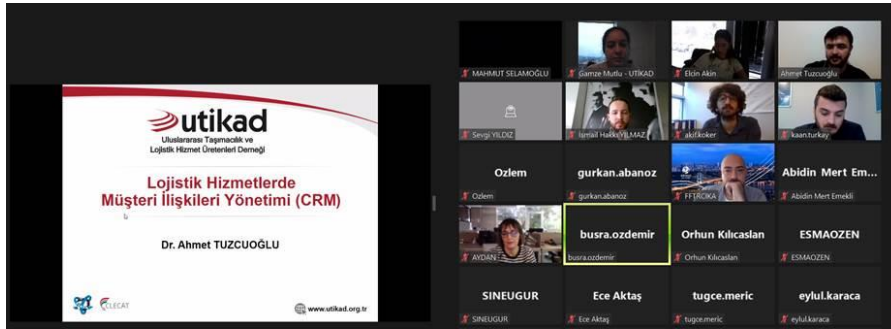 utikad
Uluslararası Taşımacılık ve
Lojistik Hizmet Üretenleri Derneği
Lojistik Hizmetlerde
Müşteri İlişkileri Yönetimi (CRM)
Dr. Ahmet TUZCUOĞLU
CLECAT
www.utikad.org.tr
MAHMUT SELAMOĞLU
Gamze Mutlu - UTİKAD
Elcin Akin
Ahmet Tuzcuoğlu
Sevgi YILDIZ
İsmail Hakkı YILMAZ
akif.koker
kaan.turkay
Ozlem
Ozlem
gurkan.abanoz
gurkan.abanoz
FFTRCIKA
Abidin Mert Em...
Abidin Mert Emekli
AYDAN
busra.ozdemir
busra.ozdemir
Orhun Kılıcaslan
Orhun Kılıcaslan
ESMAOZEN
ESMAOZEN
SINEUGUR
SINEUGUR
Ece Aktaş
Ece Aktaş
tugce.meric
tugce.meric
eylul.karaca
eylul.karaca